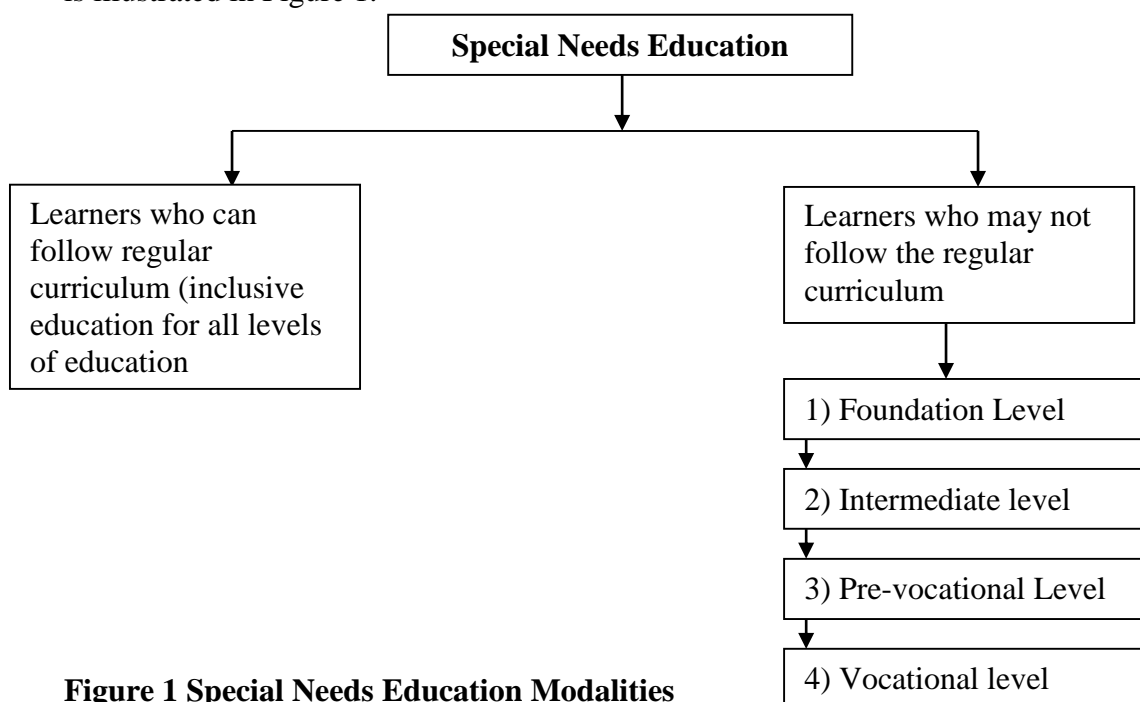 is illustrated in Figure 1.
Special Needs Education
Learners who can
follow regular
curriculum (inclusive
education for all levels
of education
Learners who may not
follow the regular
curriculum
1) Foundation Level
2) Intermediate level
3) Pre-vocational Level
4) Vocational level
Figure 1 Special Needs Education Modalities